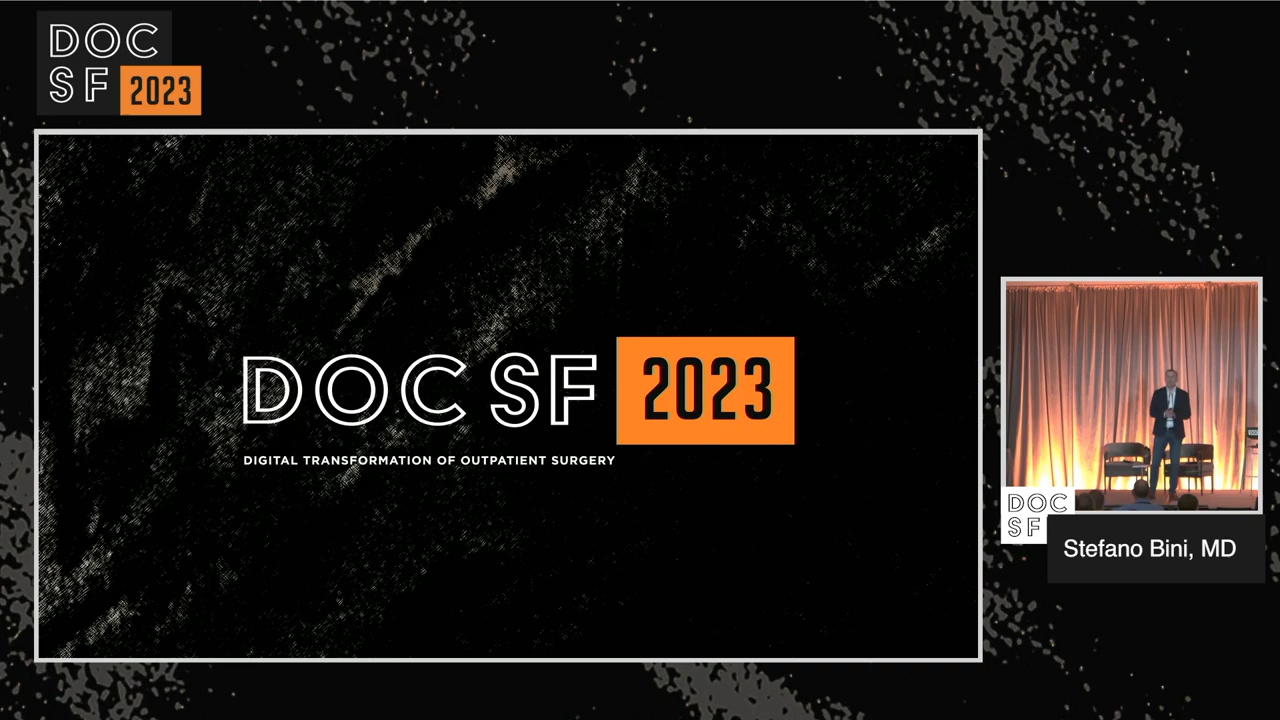 DOC
SF 2023
DOC SF 2023
DIGITAL TRANSFORMATION OF OUTPATIENT SURGERY
DOC
SF
Stefano Bini, MD